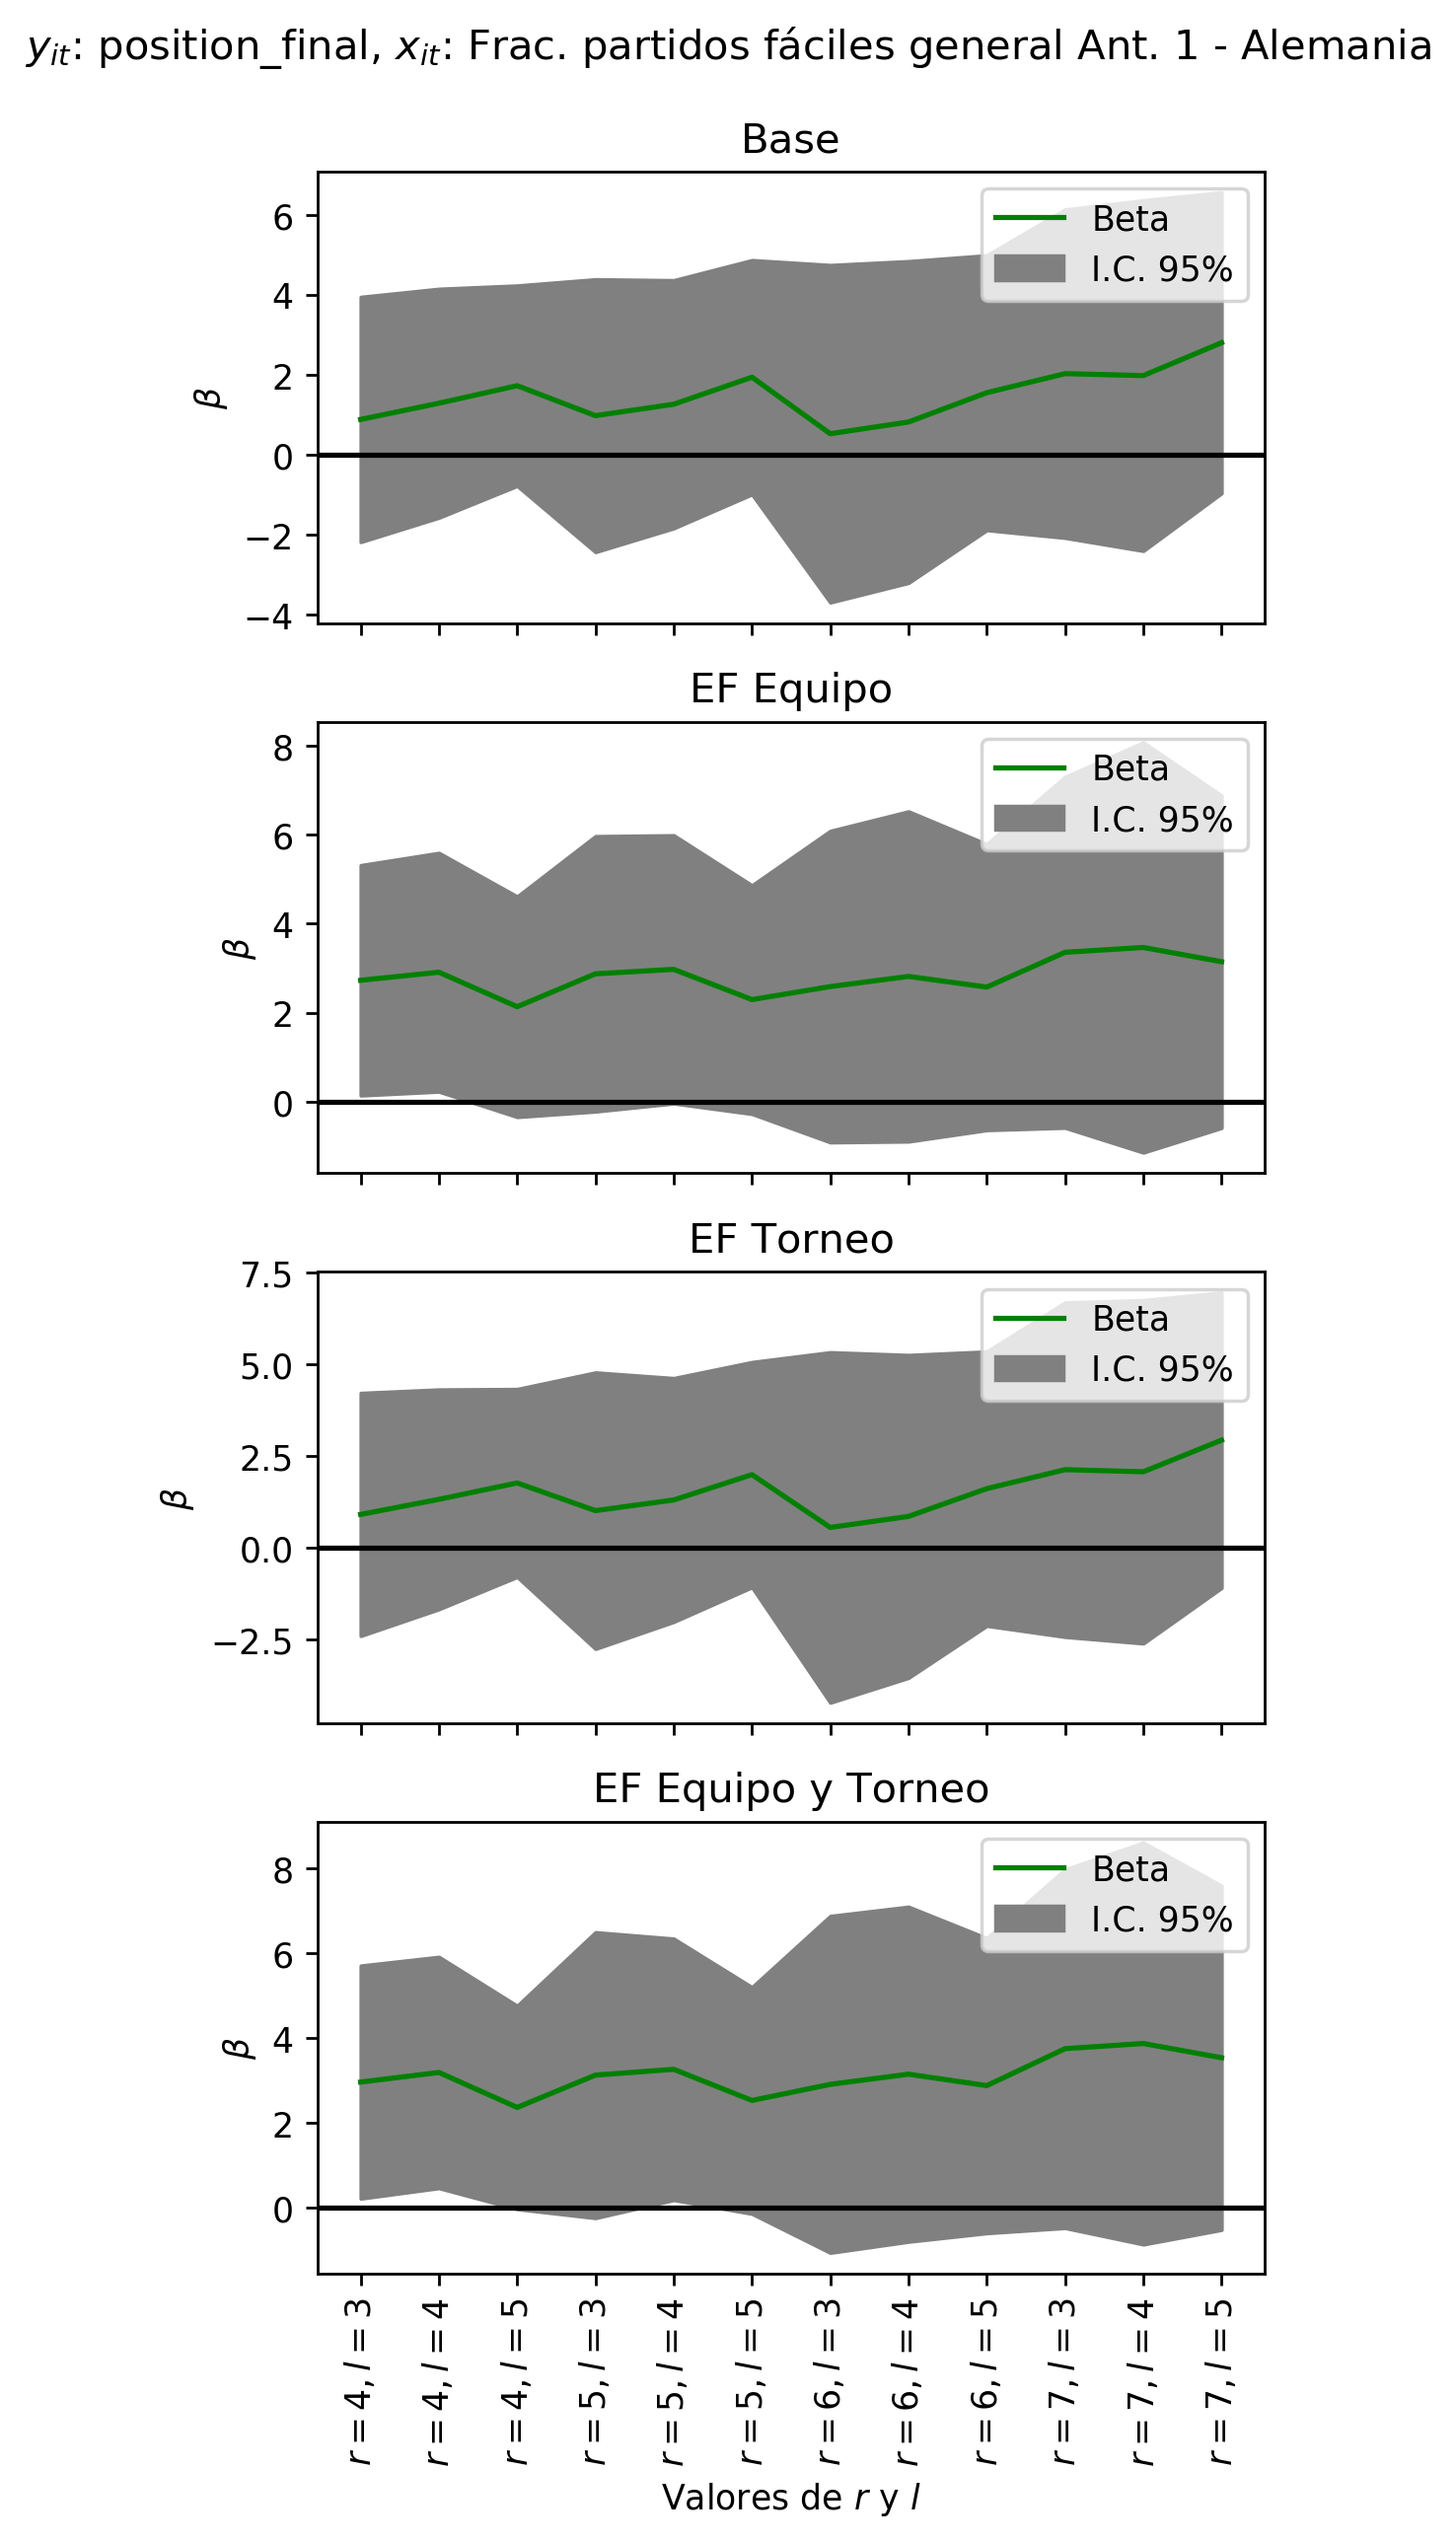 y_it: position_final, x_it: Frac. partidos fáciles general Ant. 1 - Alemania
Base
6
4
2
0
−2
−4
β
Beta
I.C. 95%
EF Equipo
8
6
4
2
0
β
Beta
I.C. 95%
EF Torneo
7.5
5.0
2.5
0.0
−2.5
β
Beta
I.C. 95%
EF Equipo y Torneo
8
6
4
2
0
β
Beta
I.C. 95%
r = 4, l = 3
r = 4, l = 4
r = 4, l = 5
r = 5, l = 3
r = 5, l = 4
r = 5, l = 5
r = 6, l = 3
r = 6, l = 4
r = 6, l = 5
r = 7, l = 3
r = 7, l = 4
r = 7, l = 5
Valores de r y l